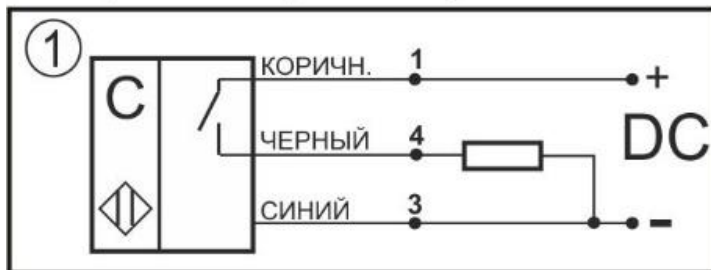 1
C
КОРИЧН. 1 +
ЧЕРНЫЙ 4 DC
СИНИЙ 3 -